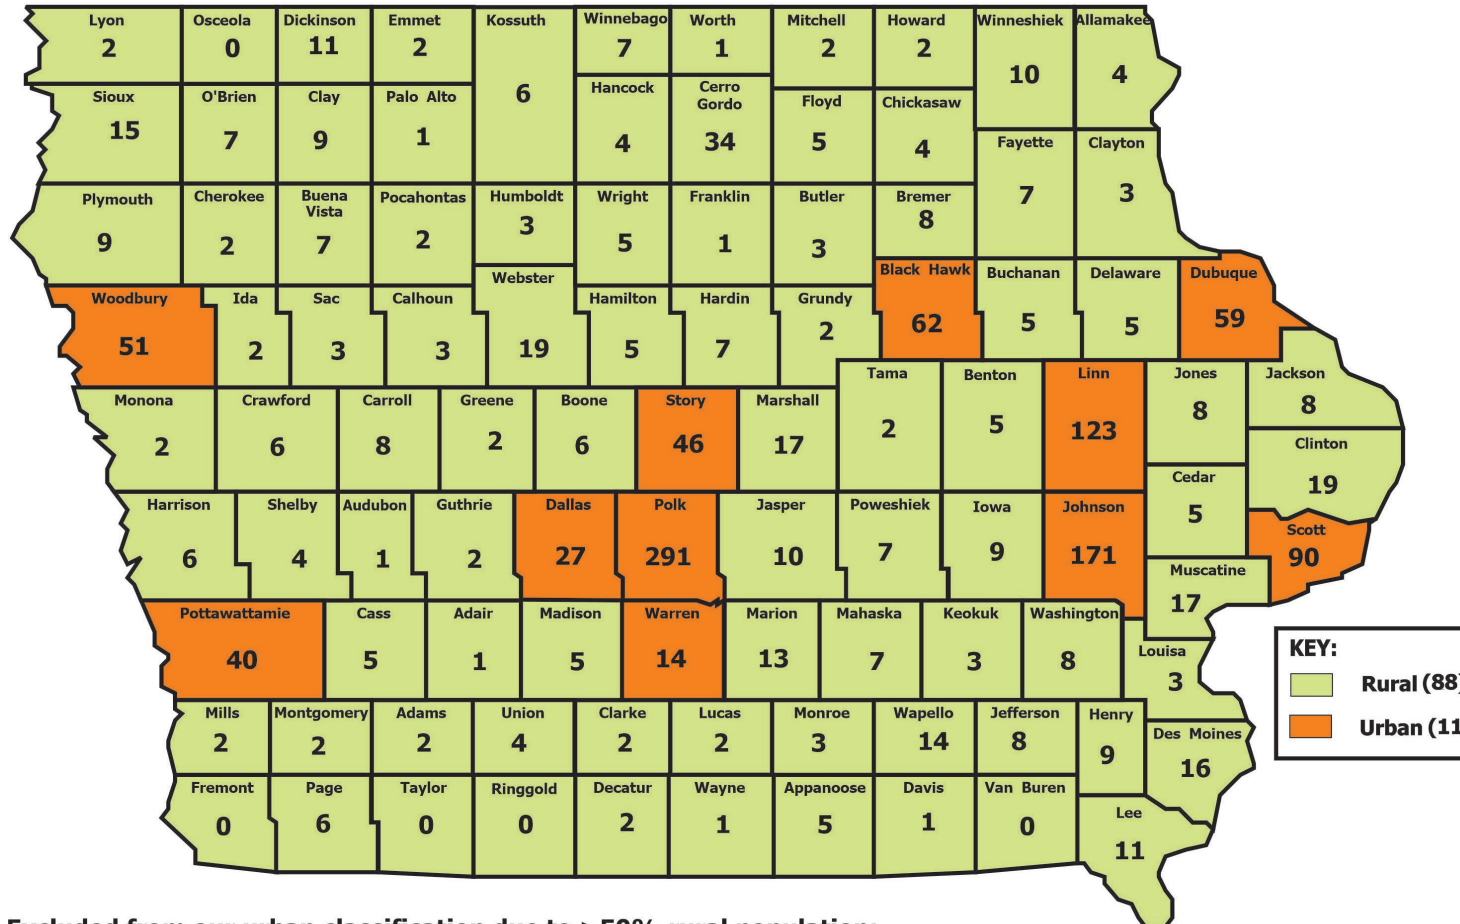 Lyon Osceola Dickinson Emmet Kossuth Winnebago Worth Mitchell Howard Winneshiek Allamakee
2 0 11 2 6 7 1 2 2 10 4
Sioux O'Brien Clay Palo Alto Hancock Cerro Gordo Floyd Chickasaw Fayette Clayton
15 7 9 1 4 34 5 4 7 3
Plymouth Cherokee Buena Vista Pocahontas Humboldt Wright Franklin Butler Bremer
9 2 7 2 3 5 1 3 8
Woodbury Ida Sac Calhoun Webster Hamilton Hardin Grundy Black Hawk Buchanan Delaware Dubuque
51 2 3 3 19 5 7 2 62 5 5 59
Monona Crawford Carroll Greene Boone Story Marshall Tama Benton Linn Jones Jackson
2 6 8 2 6 46 17 2 5 123 8 8
Clinton
19
Cedar
5
Harrison Shelby Audubon Guthrie Dallas Polk Jasper Poweshiek Iowa Johnson Scott
6 4 1 2 27 291 10 7 9 171 90
Muscatine
17
Pottawattamie Cass Adair Madison Warren Marion Mahaska Keokuk Washington Louisa
40 5 1 5 14 13 7 3 8 3
Mills Montgomery Adams Union Clarke Lucas Monroe Wapello Jefferson Henry Des Moines
2 2 2 4 2 2 3 14 8 9 16
Fremont Page Taylor Ringgold Decatur Wayne Appanoose Davis Van Buren Lee
0 6 0 0 2 1 5 1 0 11
KEY:
Rural (88)
Urban (11